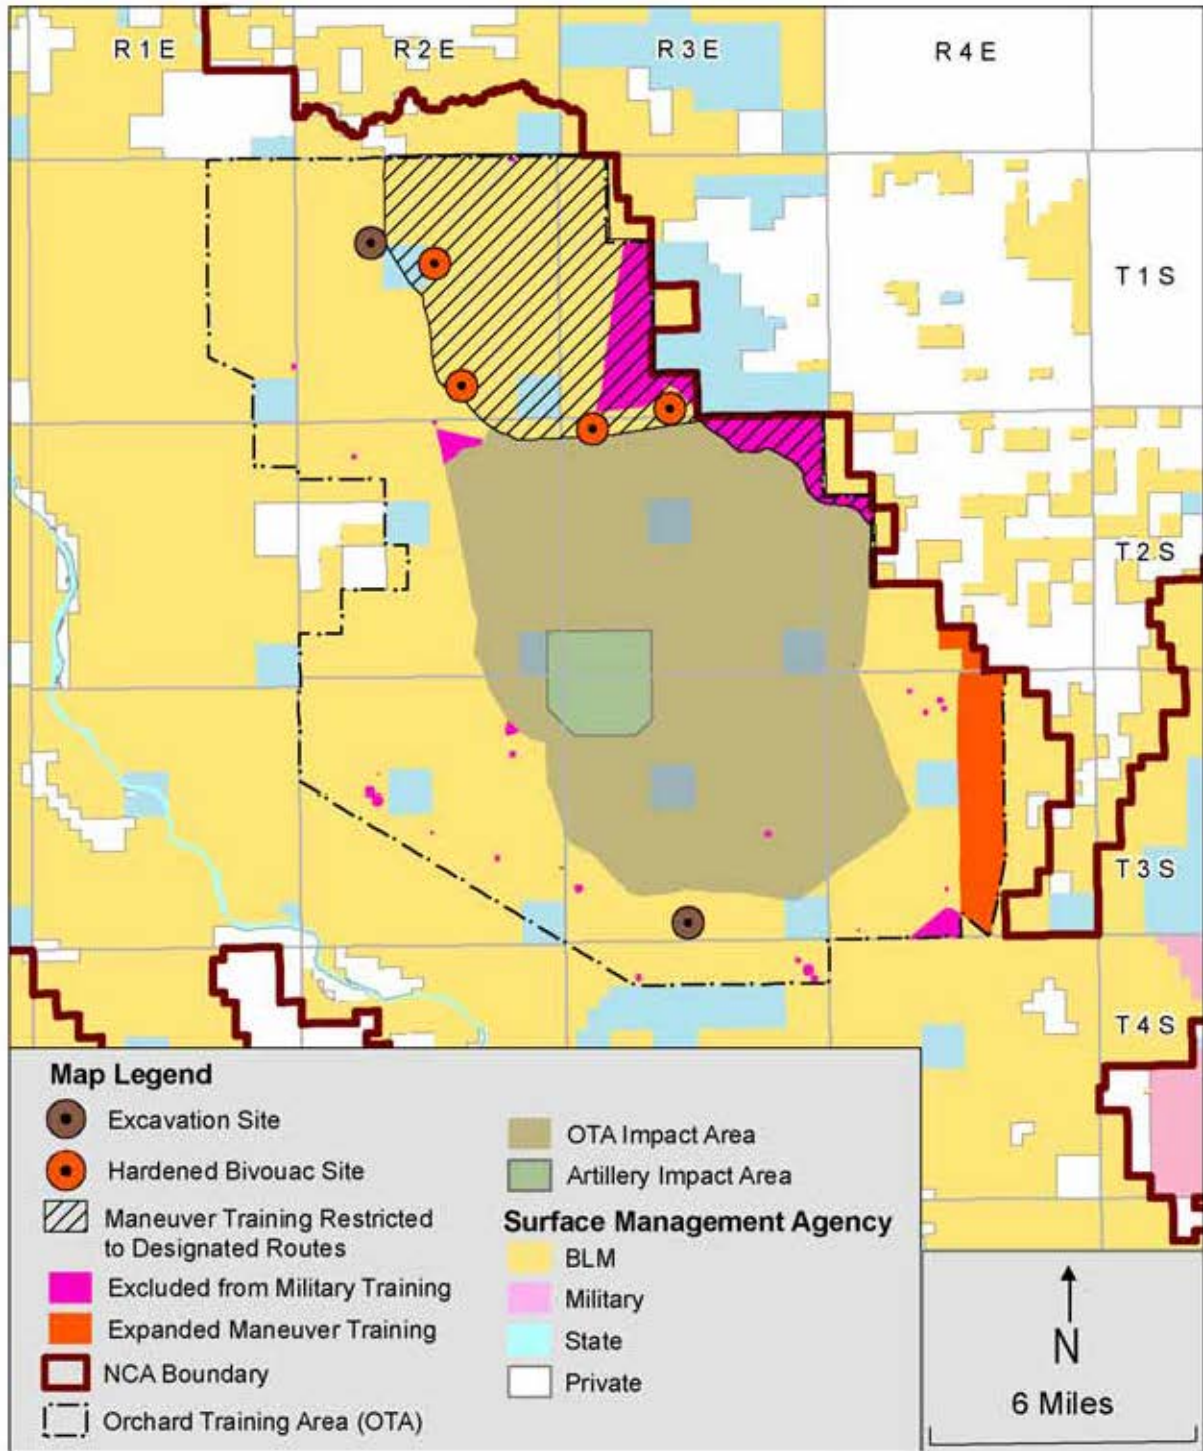 R 1 E
R 2 E
R 3 E
R 4 E
T 1 S
T 2 S
T 3 S
T 4 S
Map Legend
Excavation Site
Hardened Bivouac Site
Maneuver Training Restricted
to Designated Routes
Excluded from Military Training
Expanded Maneuver Training
NCA Boundary
Orchard Training Area (OTA)
OTA Impact Area
Artillery Impact Area
Surface Management Agency
BLM
Military
State
Private
N
6 Miles